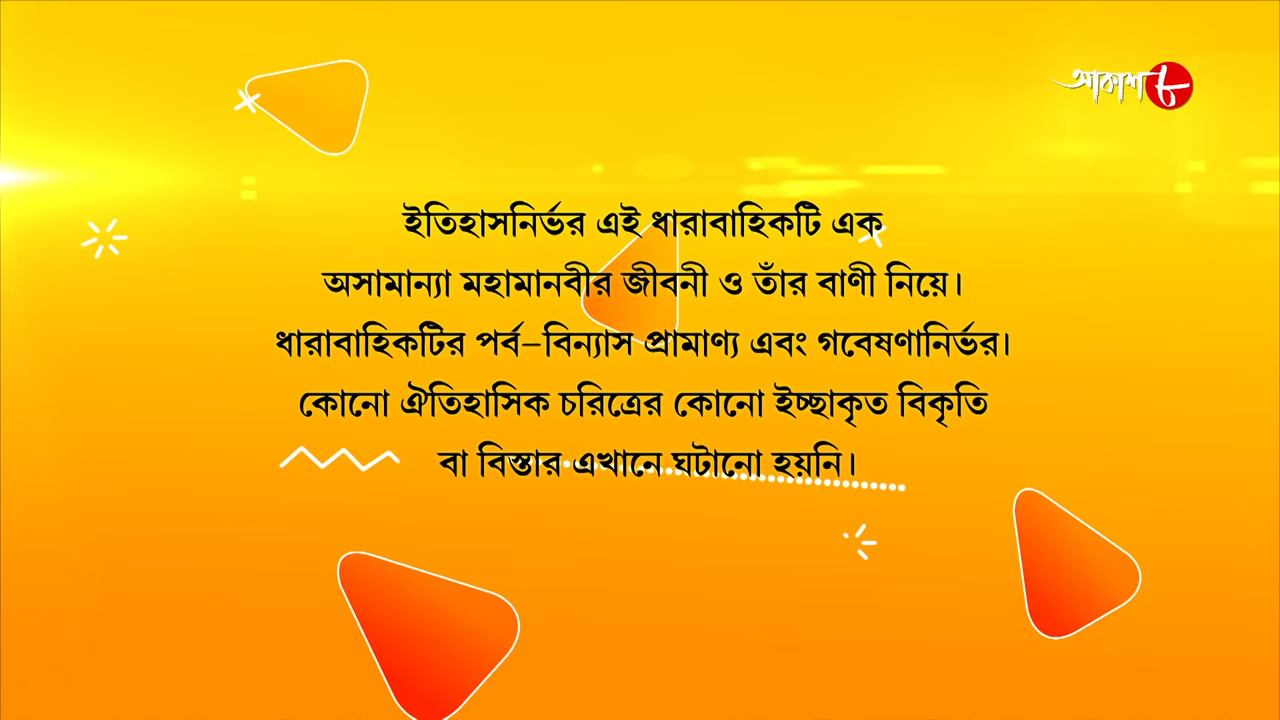 আকাশ ৮
ইতিহাসনির্ভর এই ধারাবাহিকটি এক
অসামান্যা মহামানবীর জীবনী ও তাঁর বাণী নিয়ে।
ধারাবাহিকটির পর্ব–বিন্যাস প্রামাণ্য এবং গবেষণানির্ভর।
কোনো ঐতিহাসিক চরিত্রের কোনো ইচ্ছাকৃত বিকৃতি
বা বিস্তার এখানে ঘটানো হয়নি।